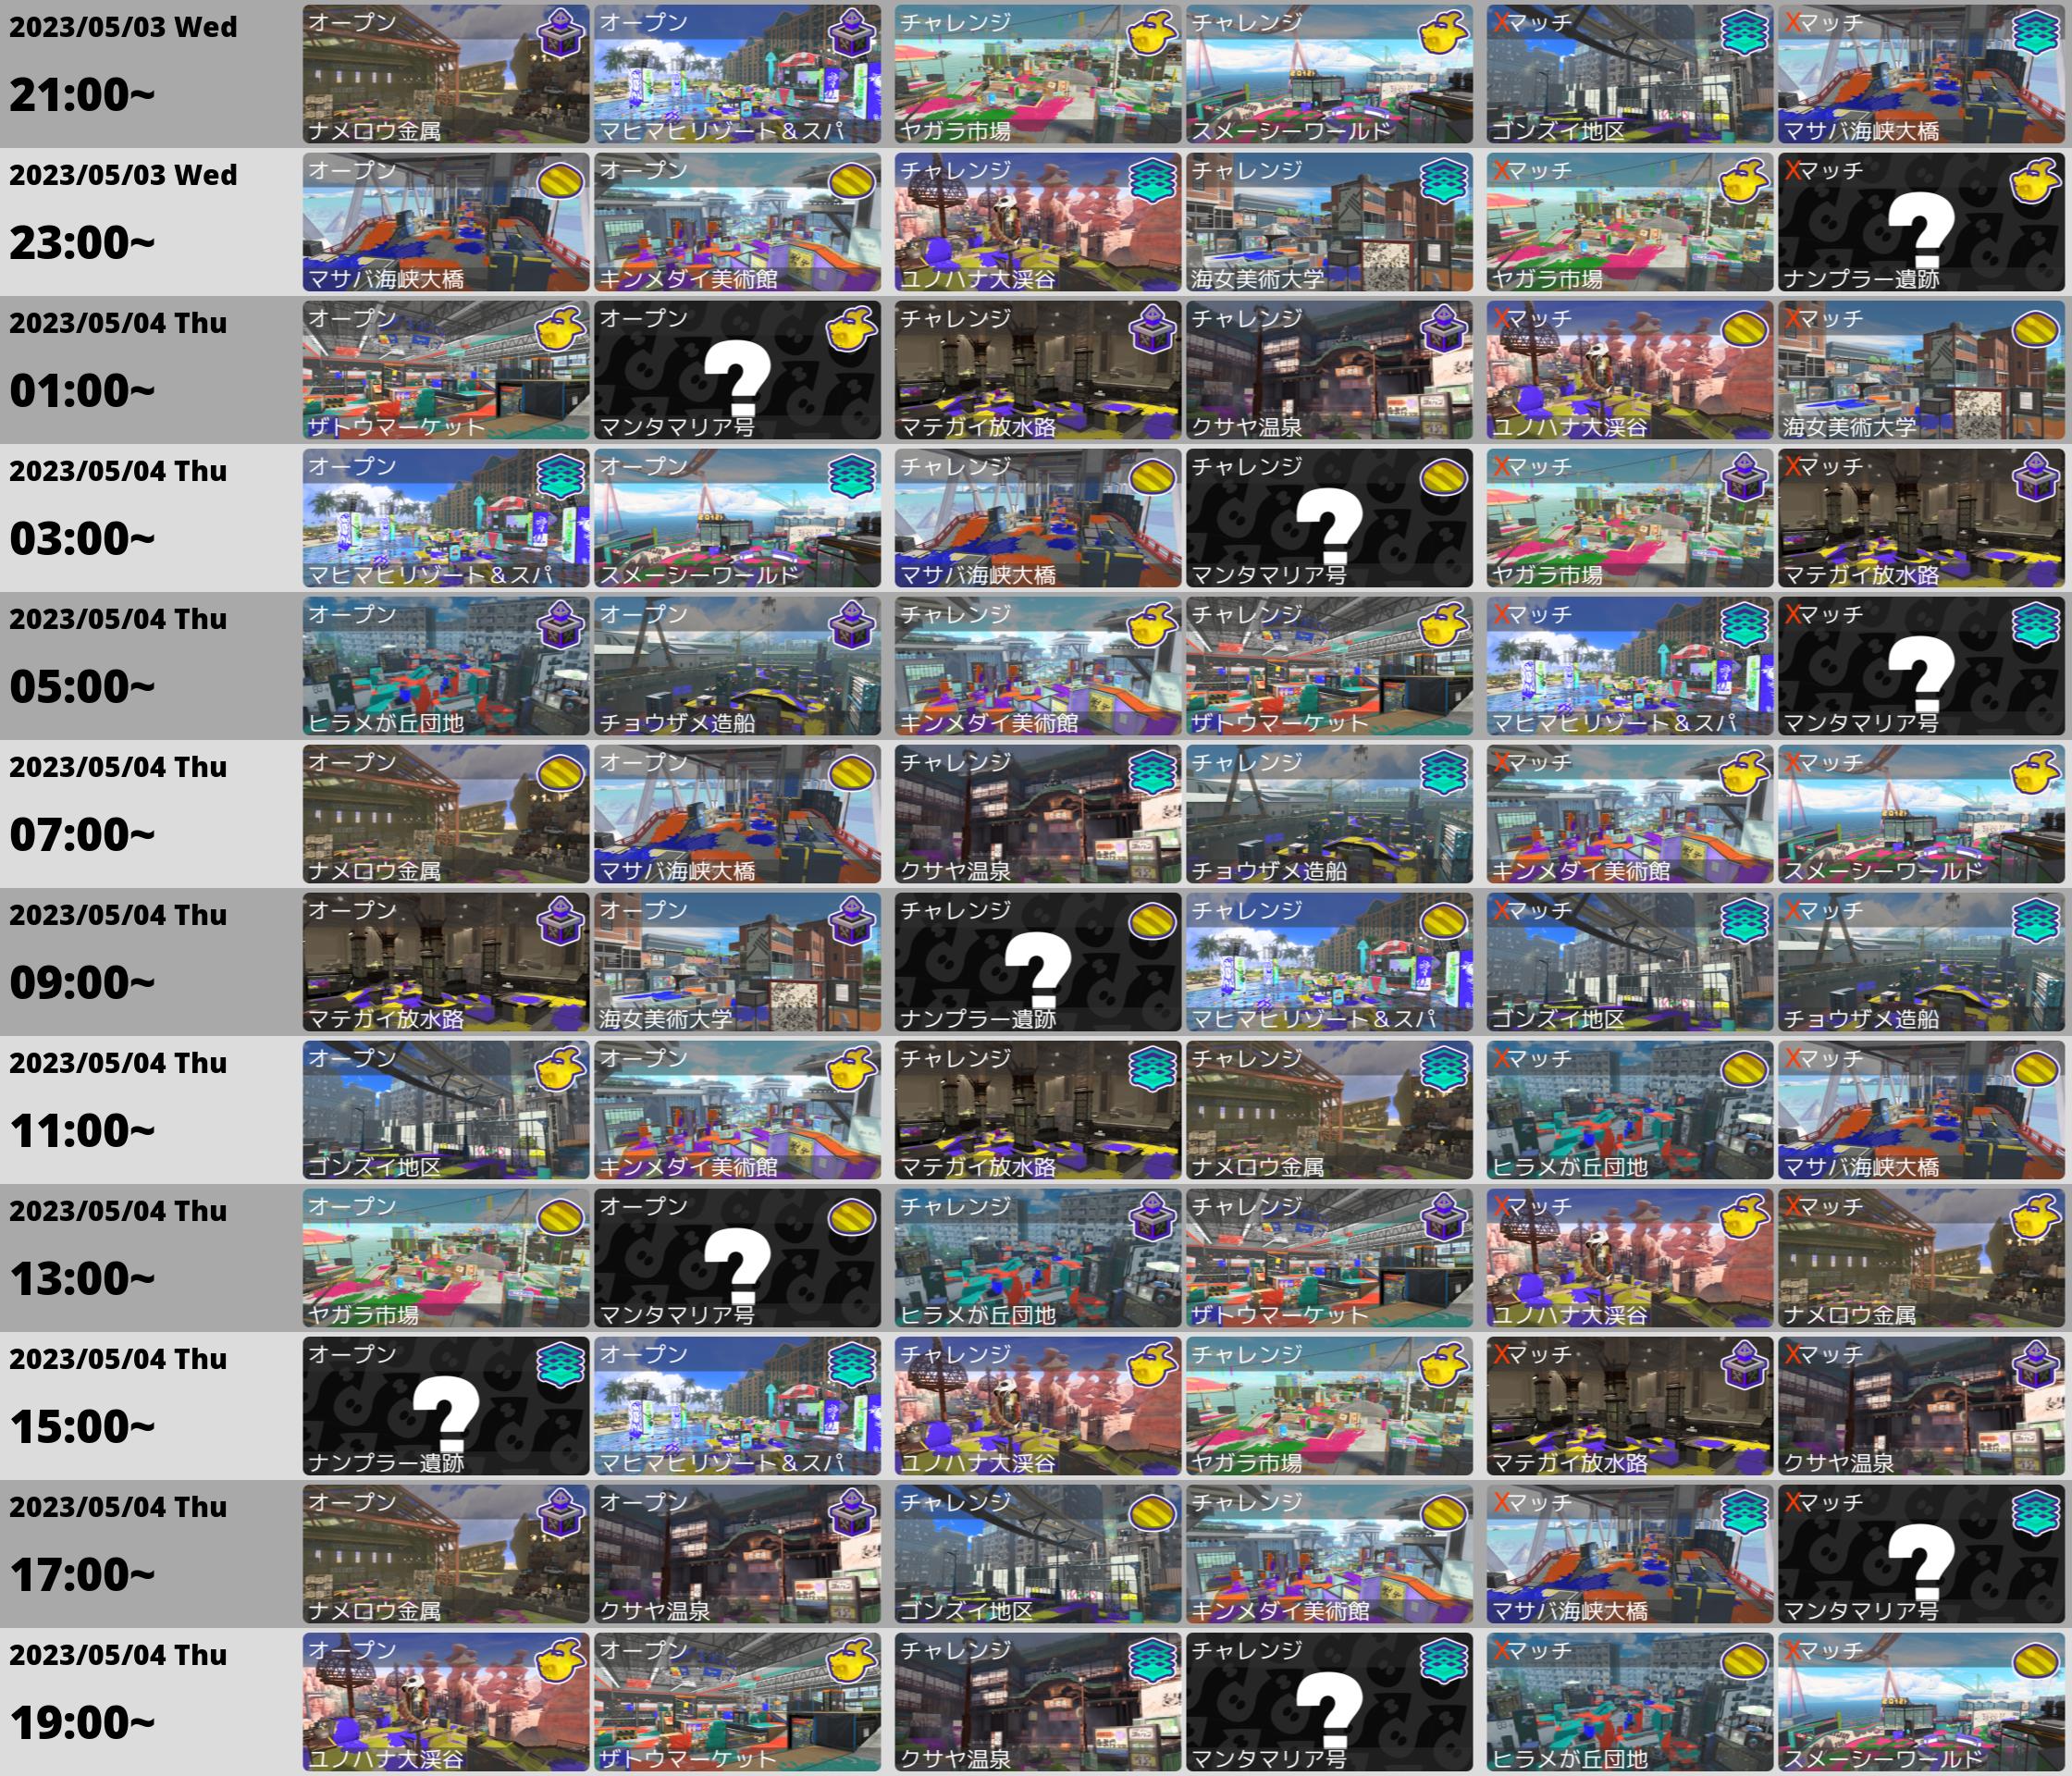 2023/05/03 Wed
21:00~
オープン
ナメロウ金属
オープン
マヒマヒリゾート&スパ
チャレンジ
ヤガラ市場
チャレンジ
スメーシーワールド
Xマッチ
ゴンズイ地区
Xマッチ
マサバ海峡大橋
2023/05/03 Wed
23:00~
オープン
マサバ海峡大橋
オープン
キンメダイ美術館
チャレンジ
ユノハナ大渓谷
チャレンジ
海女美術大学
Xマッチ
ヤガラ市場
Xマッチ
?
ナンプラー遺跡
2023/05/04 Thu
01:00~
オープン
ザトウマーケット
オープン
?
マンタマリア号
チャレンジ
マテガイ放水路
チャレンジ
クサヤ温泉
Xマッチ
ユノハナ大渓谷
Xマッチ
海女美術大学
2023/05/04 Thu
03:00~
オープン
マヒマヒリゾート&スパ
オープン
スメーシーワールド
チャレンジ
マサバ海峡大橋
チャレンジ
?
マンタマリア号
Xマッチ
ヤガラ市場
Xマッチ
マテガイ放水路
2023/05/04 Thu
05:00~
オープン
ヒラメが丘団地
オープン
チョウザメ造船
チャレンジ
キンメダイ美術館
チャレンジ
ザトウマーケット
Xマッチ
マヒマヒリゾート&スパ
Xマッチ
?
マンタマリア号
2023/05/04 Thu
07:00~
オープン
ナメロウ金属
オープン
マサバ海峡大橋
チャレンジ
クサヤ温泉
チャレンジ
チョウザメ造船
Xマッチ
キンメダイ美術館
Xマッチ
スメーシーワールド
2023/05/04 Thu
09:00~
オープン
マテガイ放水路
オープン
海女美術大学
チャレンジ
?
ナンプラー遺跡
チャレンジ
マヒマヒリゾート&スパ
Xマッチ
ゴンズイ地区
Xマッチ
チョウザメ造船
2023/05/04 Thu
11:00~
オープン
ゴンズイ地区
オープン
キンメダイ美術館
チャレンジ
マテガイ放水路
チャレンジ
ナメロウ金属
Xマッチ
ヒラメが丘団地
Xマッチ
マサバ海峡大橋
2023/05/04 Thu
13:00~
オープン
ヤガラ市場
オープン
?
マンタマリア号
チャレンジ
ヒラメが丘団地
チャレンジ
ザトウマーケット
Xマッチ
ユノハナ大渓谷
Xマッチ
ナメロウ金属
2023/05/04 Thu
15:00~
オープン
?
ナンプラー遺跡
オープン
マヒマヒリゾート&スパ
チャレンジ
ユノハナ大渓谷
チャレンジ
ヤガラ市場
Xマッチ
マテガイ放水路
Xマッチ
クサヤ温泉
2023/05/04 Thu
17:00~
オープン
ナメロウ金属
オープン
クサヤ温泉
チャレンジ
ゴンズイ地区
チャレンジ
キンメダイ美術館
Xマッチ
マサバ海峡大橋
Xマッチ
?
マンタマリア号
2023/05/04 Thu
19:00~
オープン
ユノハナ大渓谷
オープン
ザトウマーケット
チャレンジ
クサヤ温泉
チャレンジ
?
マンタマリア号
Xマッチ
ヒラメが丘団地
Xマッチ
スメーシーワールド